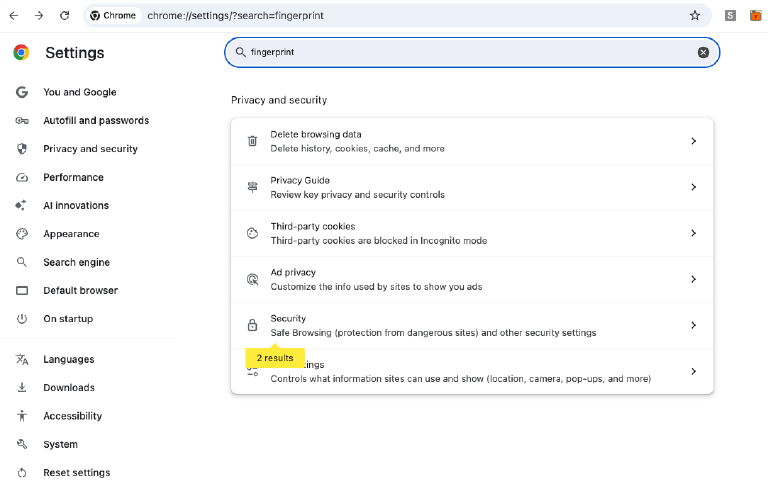 Chrome
chrome://settings/?search=fingerprint
S
Settings
fingerprint
You and Google
Autofill and passwords
Privacy and security
Performance
AI innovations
Appearance
Search engine
Default browser
On startup
Languages
Downloads
Accessibility
System
Reset settings
Privacy and security
Delete browsing data
Delete history, cookies, cache, and more
Privacy Guide
Review key privacy and security controls
Third-party cookies
Third-party cookies are blocked in Incognito mode
Ad privacy
Customize the info used by sites to show you ads
Security
Safe Browsing (protection from dangerous sites) and other security settings
2 results
ings
Controls what information sites can use and show (location, camera, pop-ups, and more)